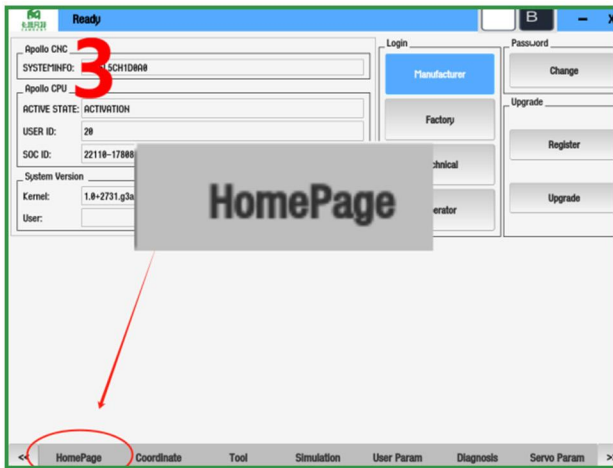 Ready
B
Apollo CNC
3
SYSTEMINFO: L5CH1D0A0
Apollo CPU
ACTIVE STATE: ACTIVATION
USER ID: 20
SOC ID: 22110-17808
System Version
Kernel: 1.0+2731.g3a
User:
Login
Manufacturer
Factory
chnical
erator
Password
Change
Upgrade
Register
Upgrade
HomePage
<< HomePage Coordinate Tool Simulation User Param Diagnosis Servo Param >